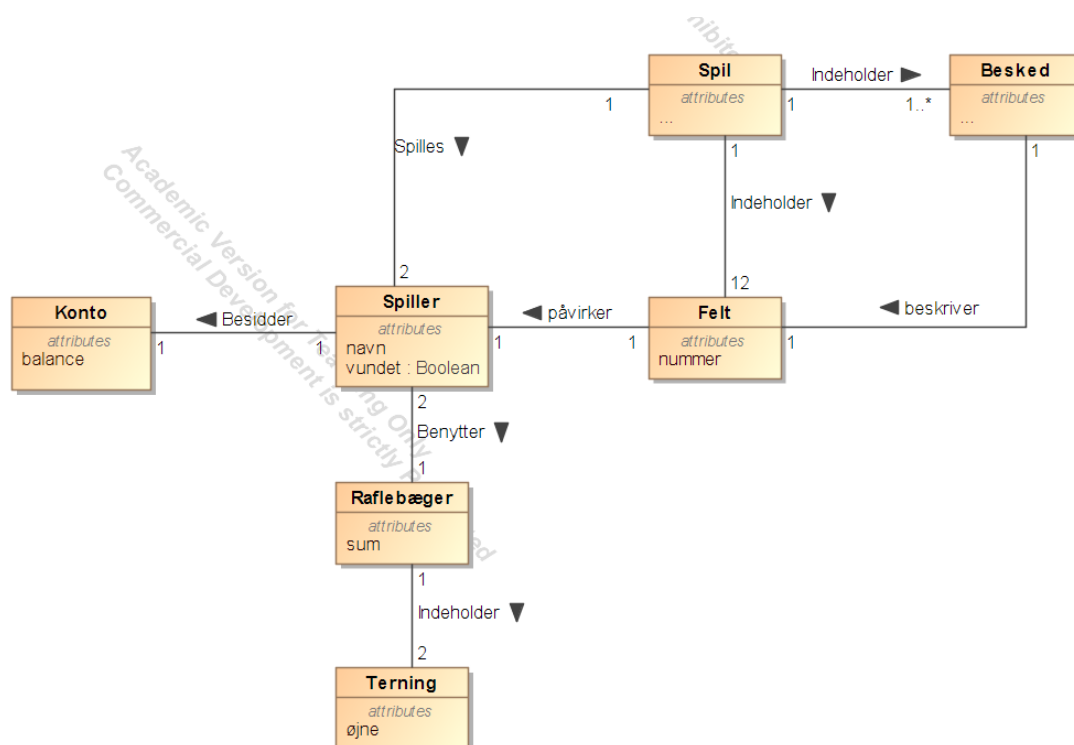 Spil
attributes
...
1
Indeholder
1
1..*
Besked
attributes
...
1
Spilles
1
Indeholder
Academic Version for Teaching Only
Commercial Development is strictly Prohibited
2
12
Konto
attributes
balance
1
Besidder
1
Spiller
attributes
navn
vundet : Boolean
1
påvirker
1
Felt
attributes
nummer
1
beskriver
2
Benytter
1
Raflebæger
attributes
sum
1
Indeholder
2
Terning
attributes
øjne